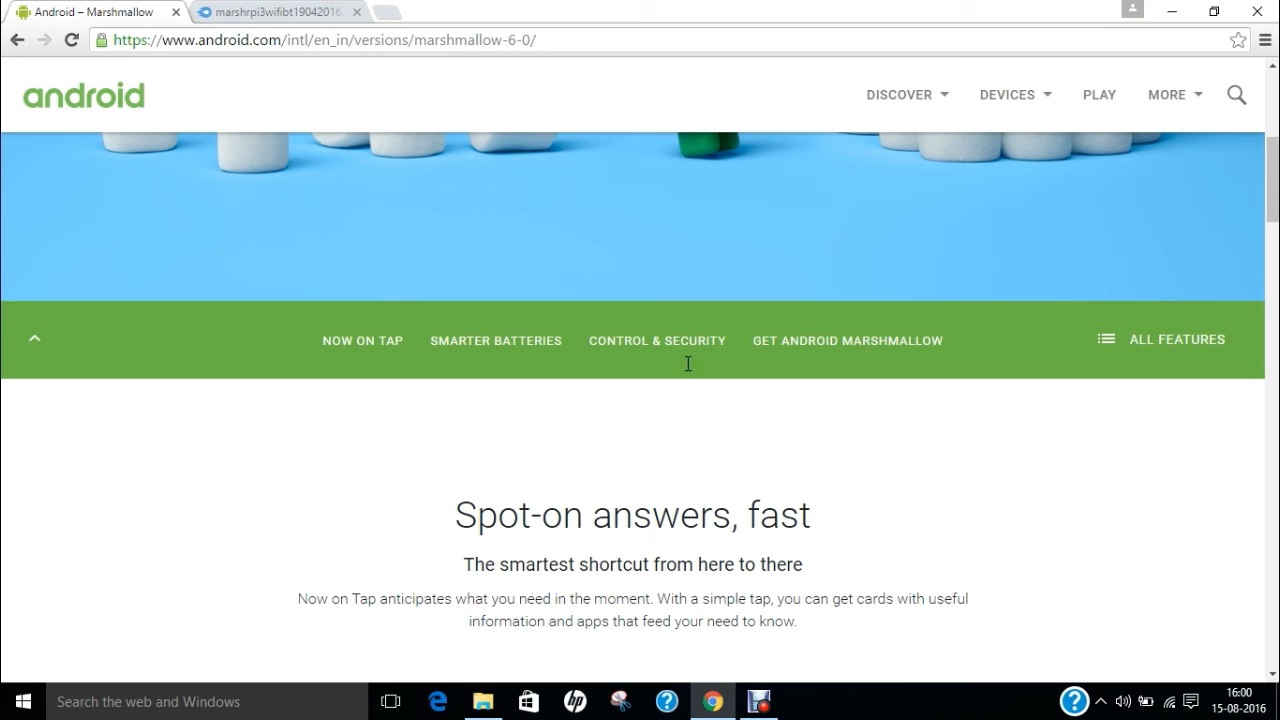 Android – Marshmallow
marshrpi3wifibt19042016
https://www.android.com/intl/en_in/versions/marshmallow-6-0/
android
DISCOVER
DEVICES
PLAY
MORE
NOW ON TAP
SMARTER BATTERIES
CONTROL & SECURITY
GET ANDROID MARSHMALLOW
ALL FEATURES
Spot-on answers, fast
The smartest shortcut from here to there
Now on Tap anticipates what you need in the moment. With a simple tap, you can get cards with useful
information and apps that feed your need to know.
Search the web and Windows
hp
16:00
15-08-2016